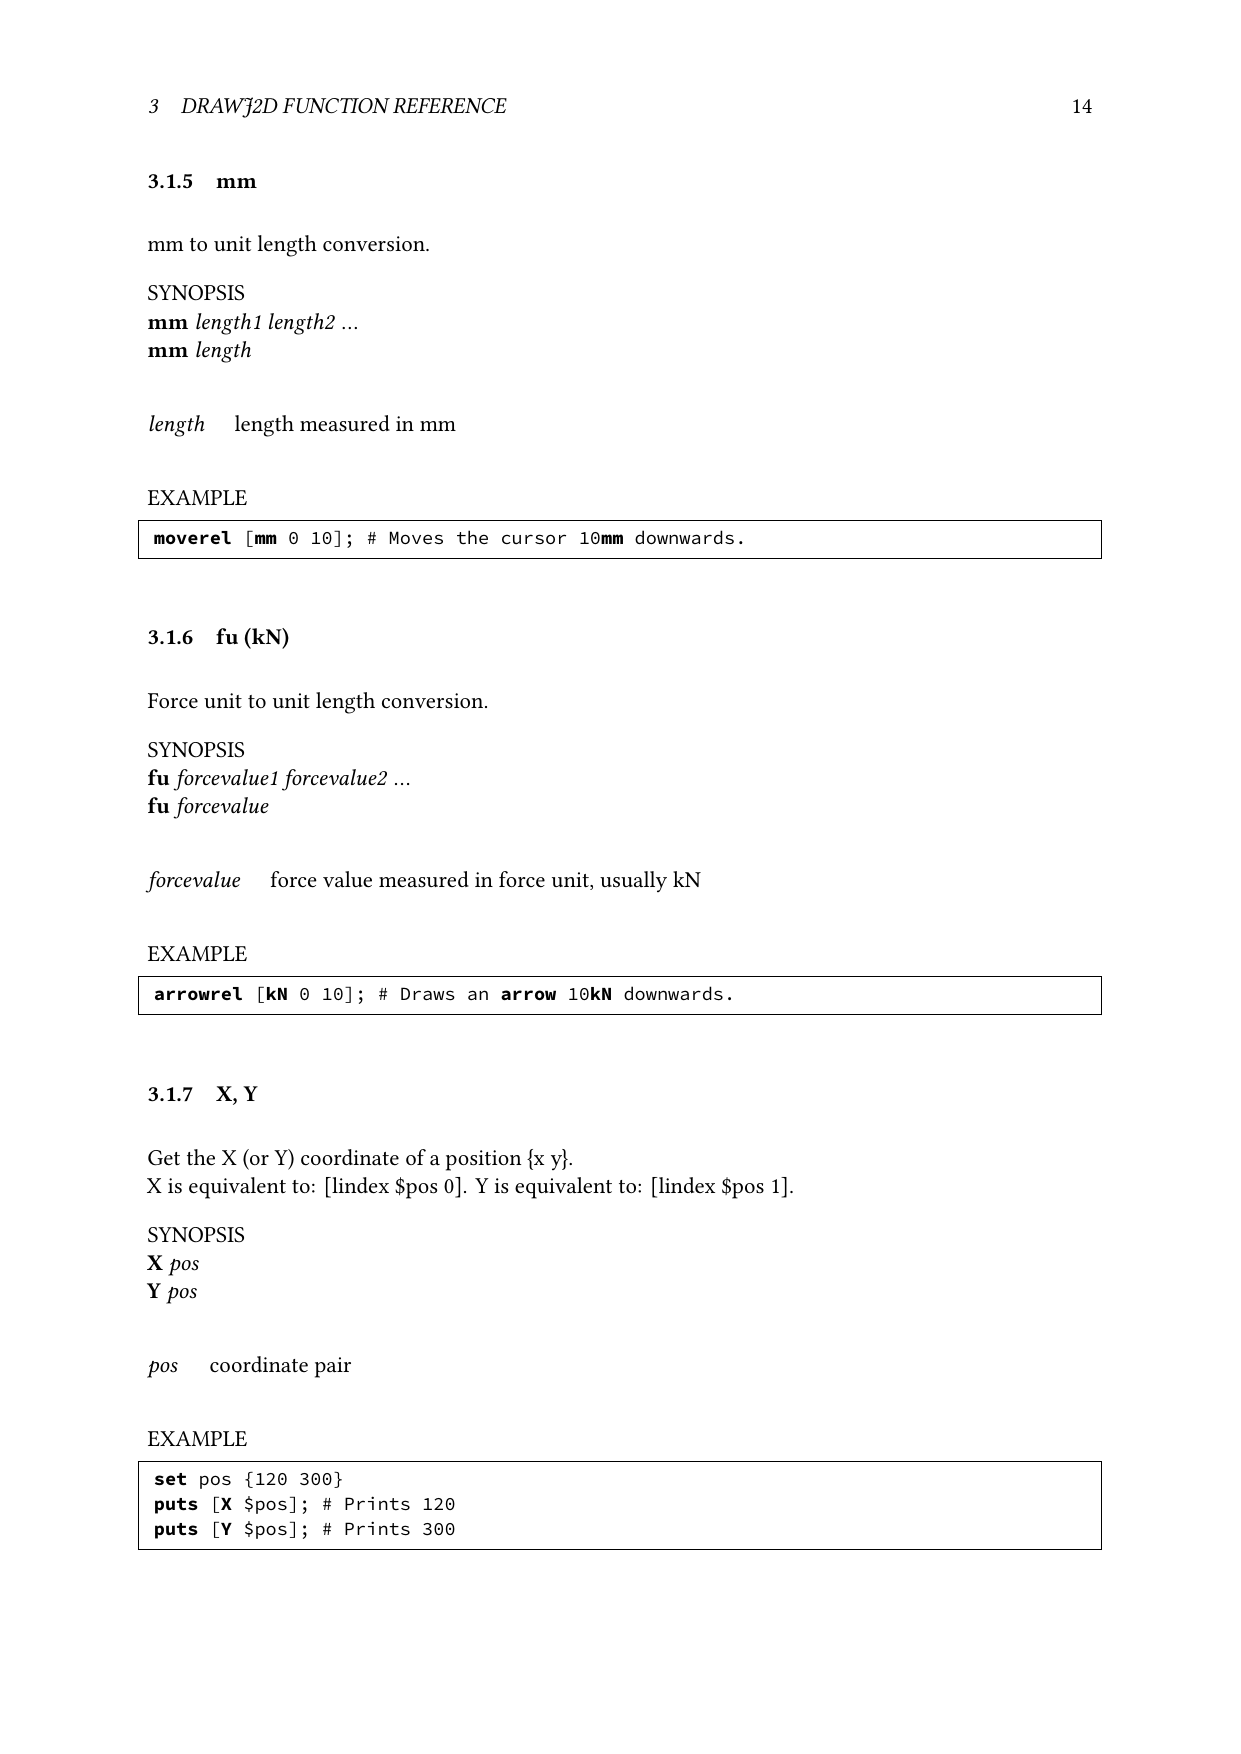 3 DRAWJ2D FUNCTION REFERENCE 14
3.1.5 mm
mm to unit length conversion.
SYNOPSIS
mm length1 length2 ...
mm length
length length measured in mm
EXAMPLE
moverel [mm 0 10]; # Moves the cursor 10mm downwards.
3.1.6 fu (kN)
Force unit to unit length conversion.
SYNOPSIS
fu forcevalue1 forcevalue2 ...
fu forcevalue
forcevalue force value measured in force unit, usually kN
EXAMPLE
arrowrel [kN 0 10]; # Draws an arrow 10kN downwards.
3.1.7 X, Y
Get the X (or Y) coordinate of a position {x y}.
X is equivalent to: [lindex $pos 0]. Y is equivalent to: [lindex $pos 1].
SYNOPSIS
X pos
Y pos
pos coordinate pair
EXAMPLE
set pos {120 300}
puts [X $pos]; # Prints 120
puts [Y $pos]; # Prints 300